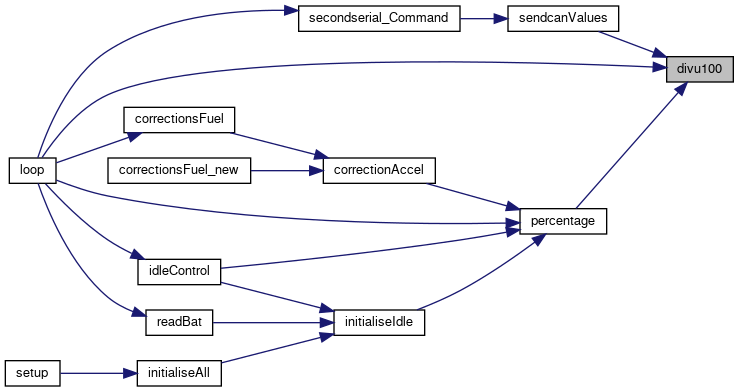 secondserial_Command
sendcanValues
divu100
correctionsFuel
loop
correctionsFuel_new
correctionAccel
percentage
idleControl
readBat
initialiseIdle
setup
initialiseAll